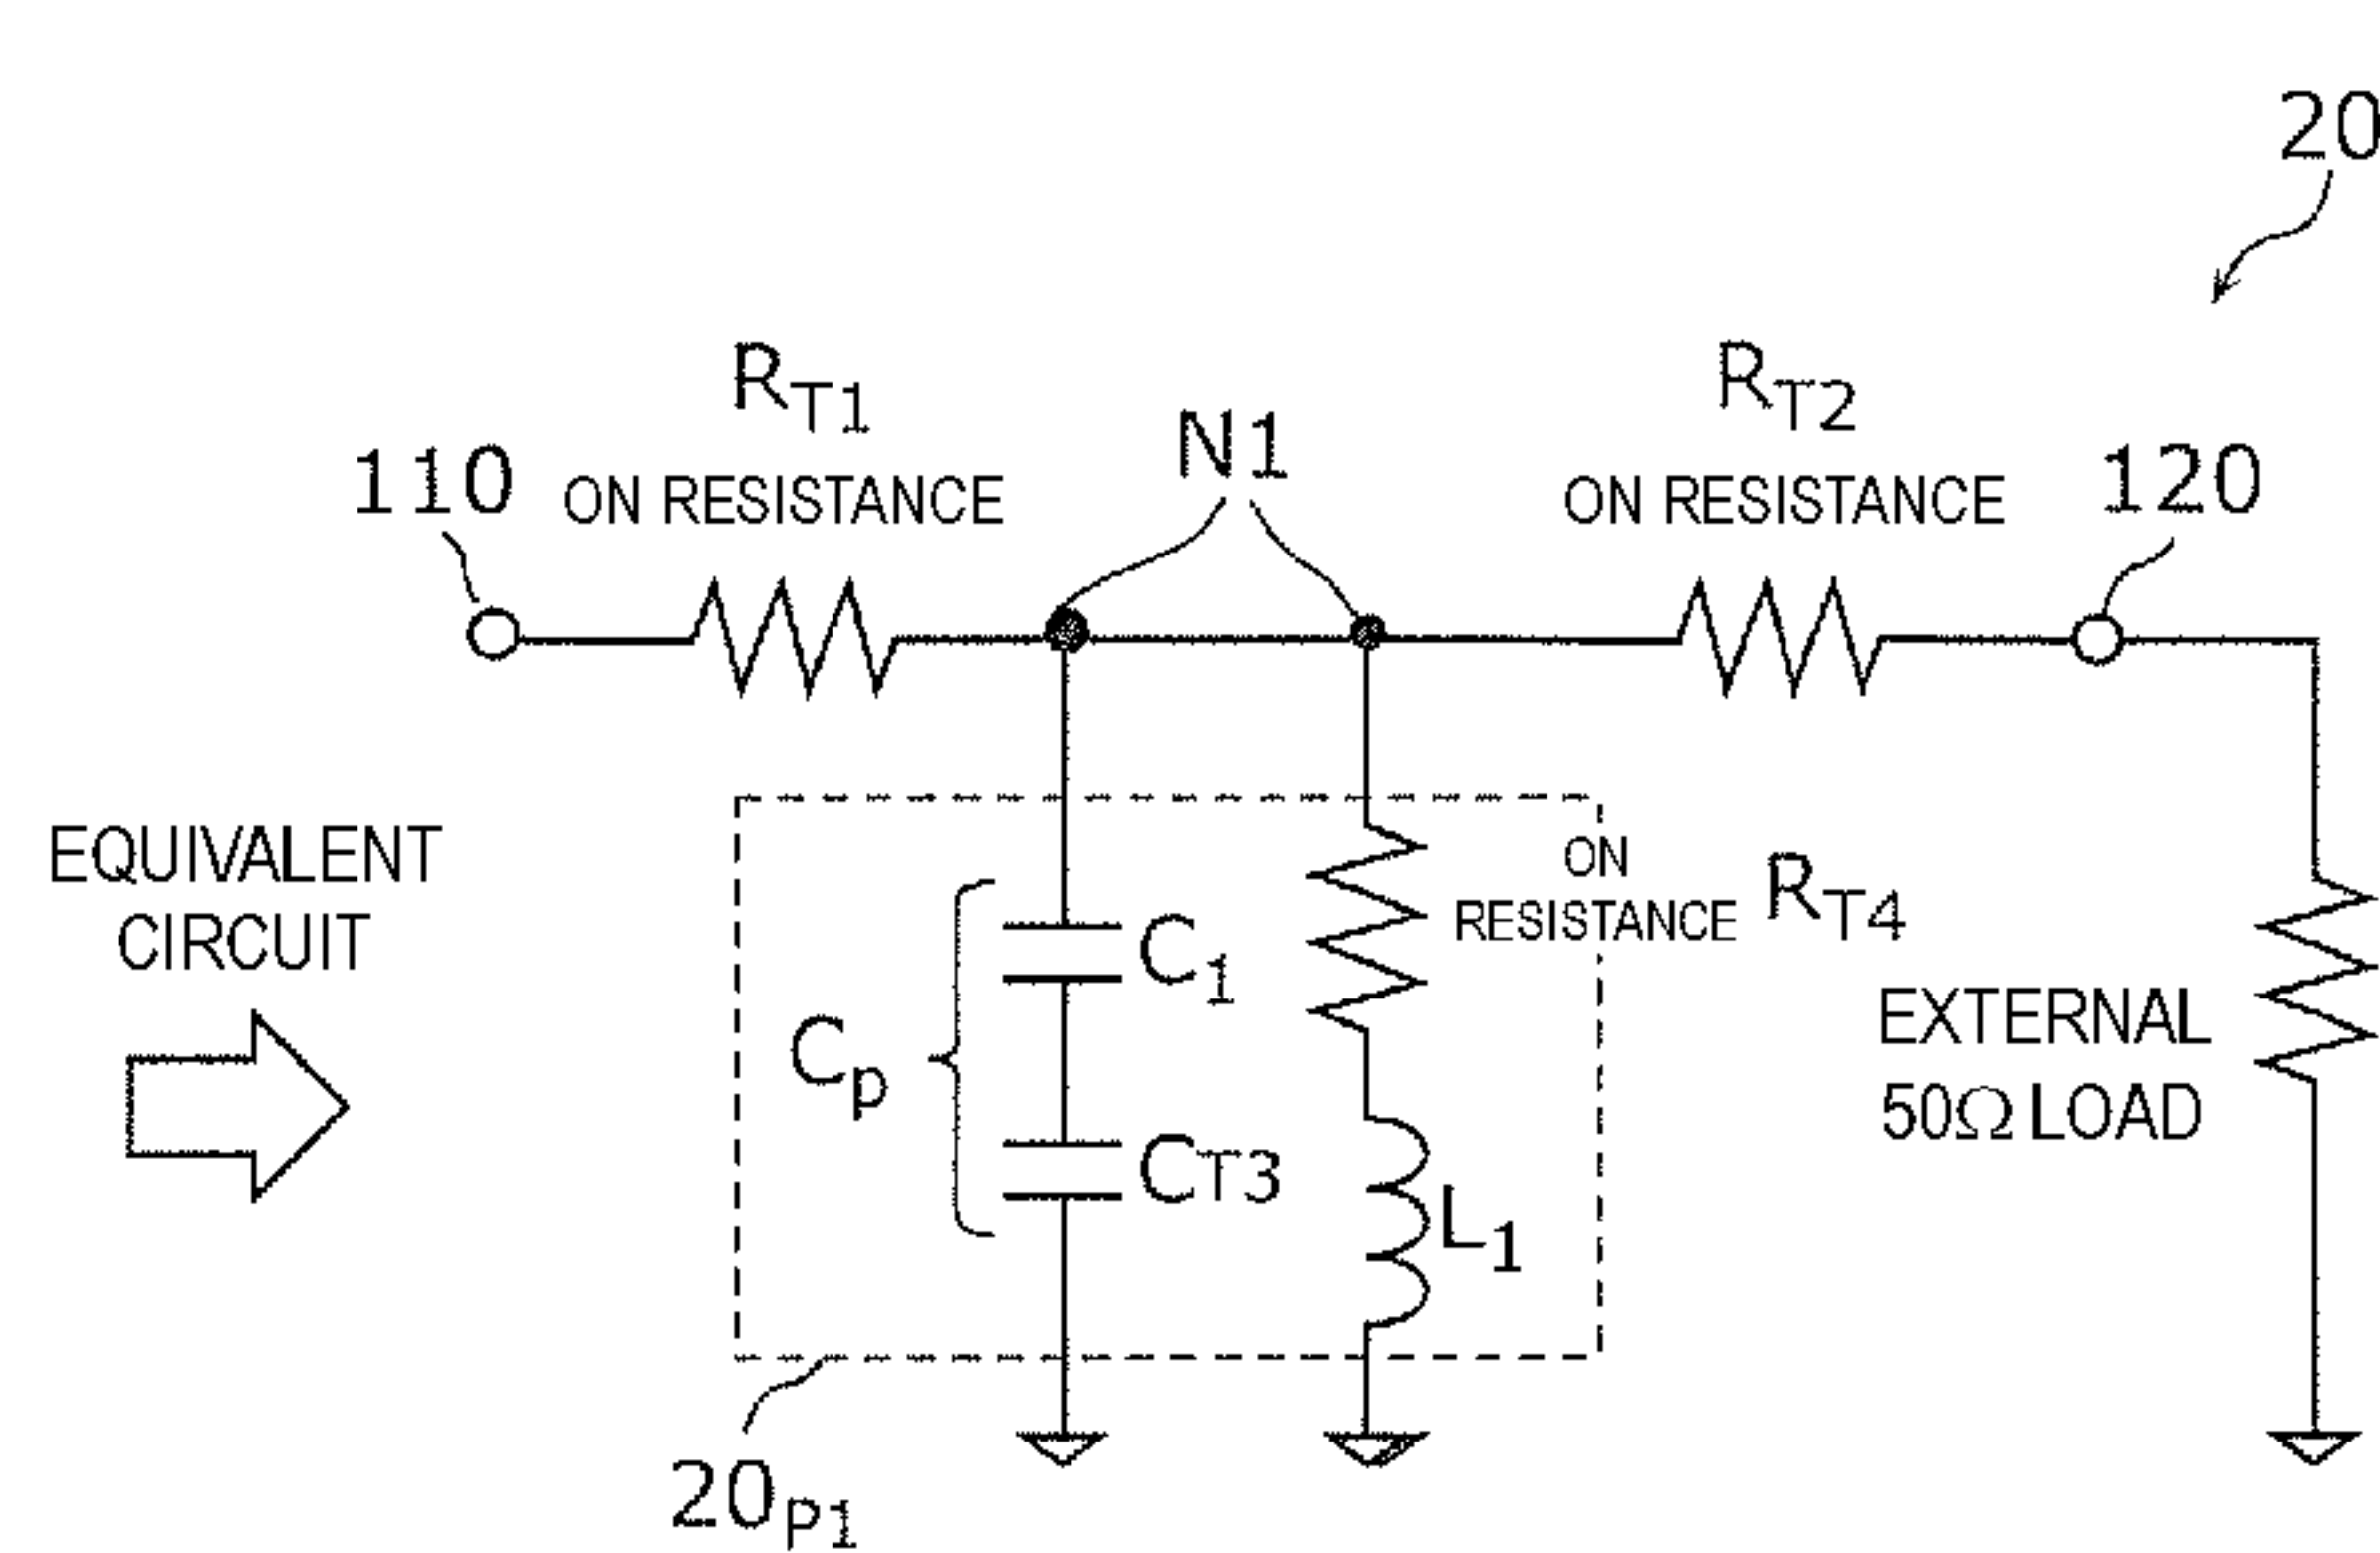 20
R_T1
ON RESISTANCE
N1
R_T2
ON RESISTANCE
110
120
EQUIVALENT
CIRCUIT
ON
RESISTANCE
R_T4
C_1
C_p
C_T3
L_1
EXTERNAL
50Ω LOAD
20_P1